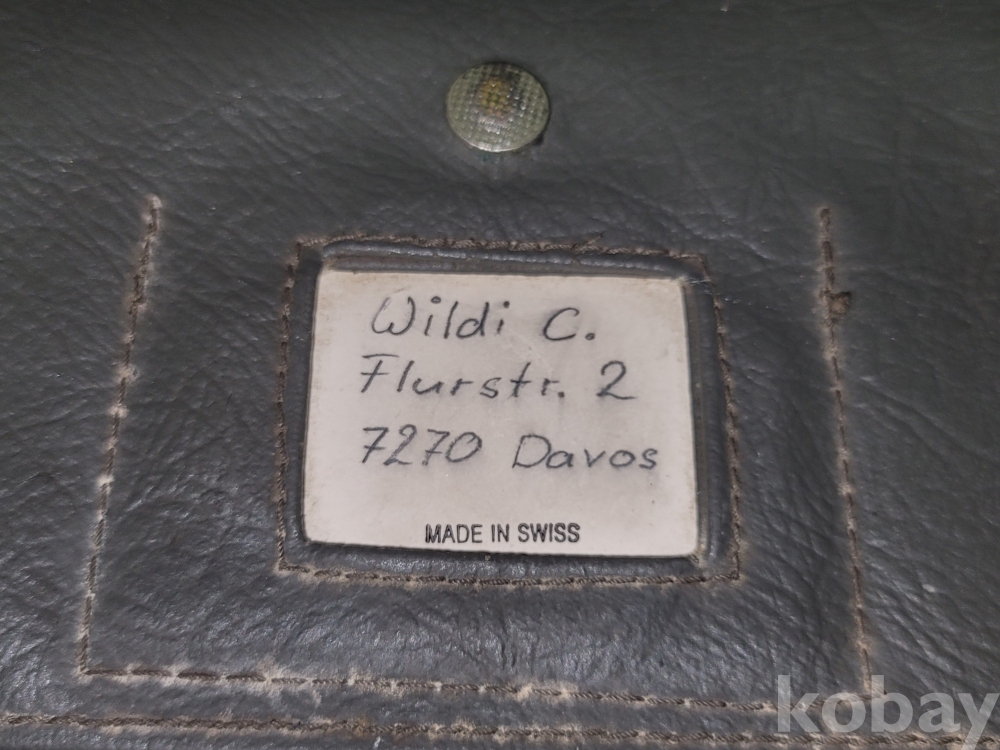 Wildi C.
Flurstr. 2
7270 Davos
MADE IN SWISS
kobay